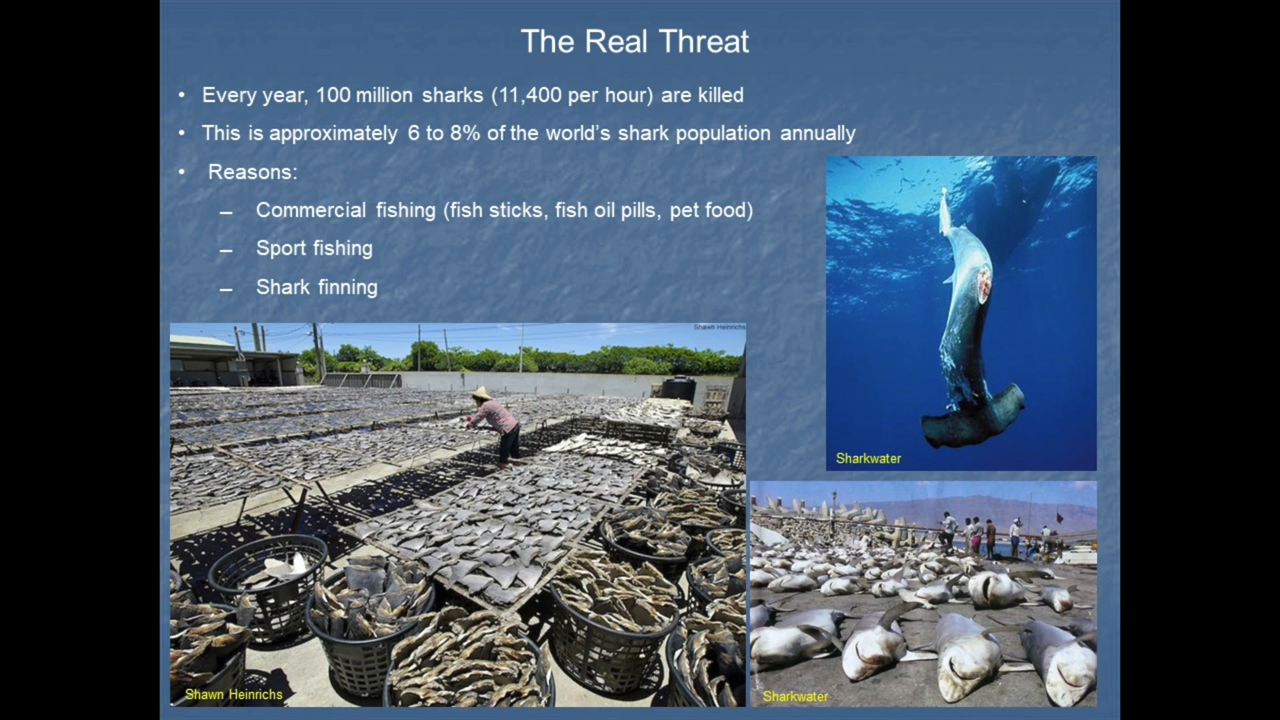 The Real Threat
• Every year, 100 million sharks (11,400 per hour) are killed
• This is approximately 6 to 8% of the world's shark population annually
• Reasons:
– Commercial fishing (fish sticks, fish oil pills, pet food)
– Sport fishing
– Shark finning
Shawn Heinrichs
Sharkwater
Shawn Heinrichs
Sharkwater